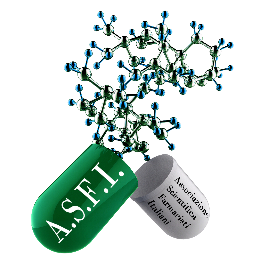 A.S.F.I.
Associazione
Scientifica
Farmacisti
Italiani